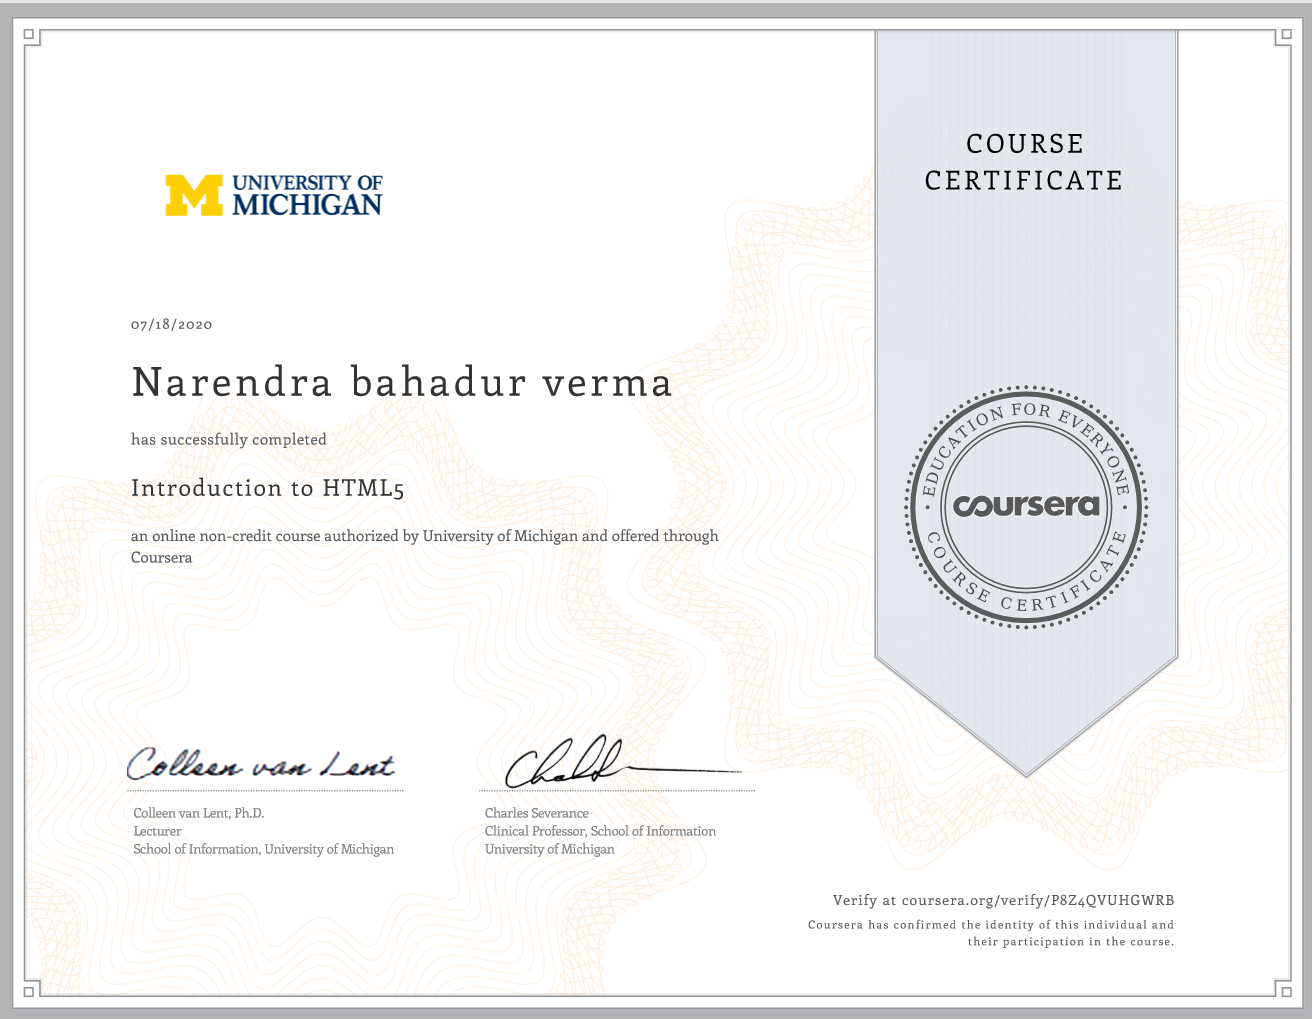 UNIVERSITY OF
MICHIGAN
COURSE
CERTIFICATE
07/18/2020
Narendra bahadur verma
has successfully completed
Introduction to HTML5
an online non-credit course authorized by University of Michigan and offered through
Coursera
EDUCATION FOR EVERYONE
coursera
COURSE CERTIFICATE
Colleen van Lent
Colleen van Lent, Ph.D.
Lecturer
School of Information, University of Michigan
Charles Severance
Clinical Professor, School of Information
University of Michigan
Verify at coursera.org/verify/P8Z4QVUHGWRB
Coursera has confirmed the identity of this individual and
their participation in the course.